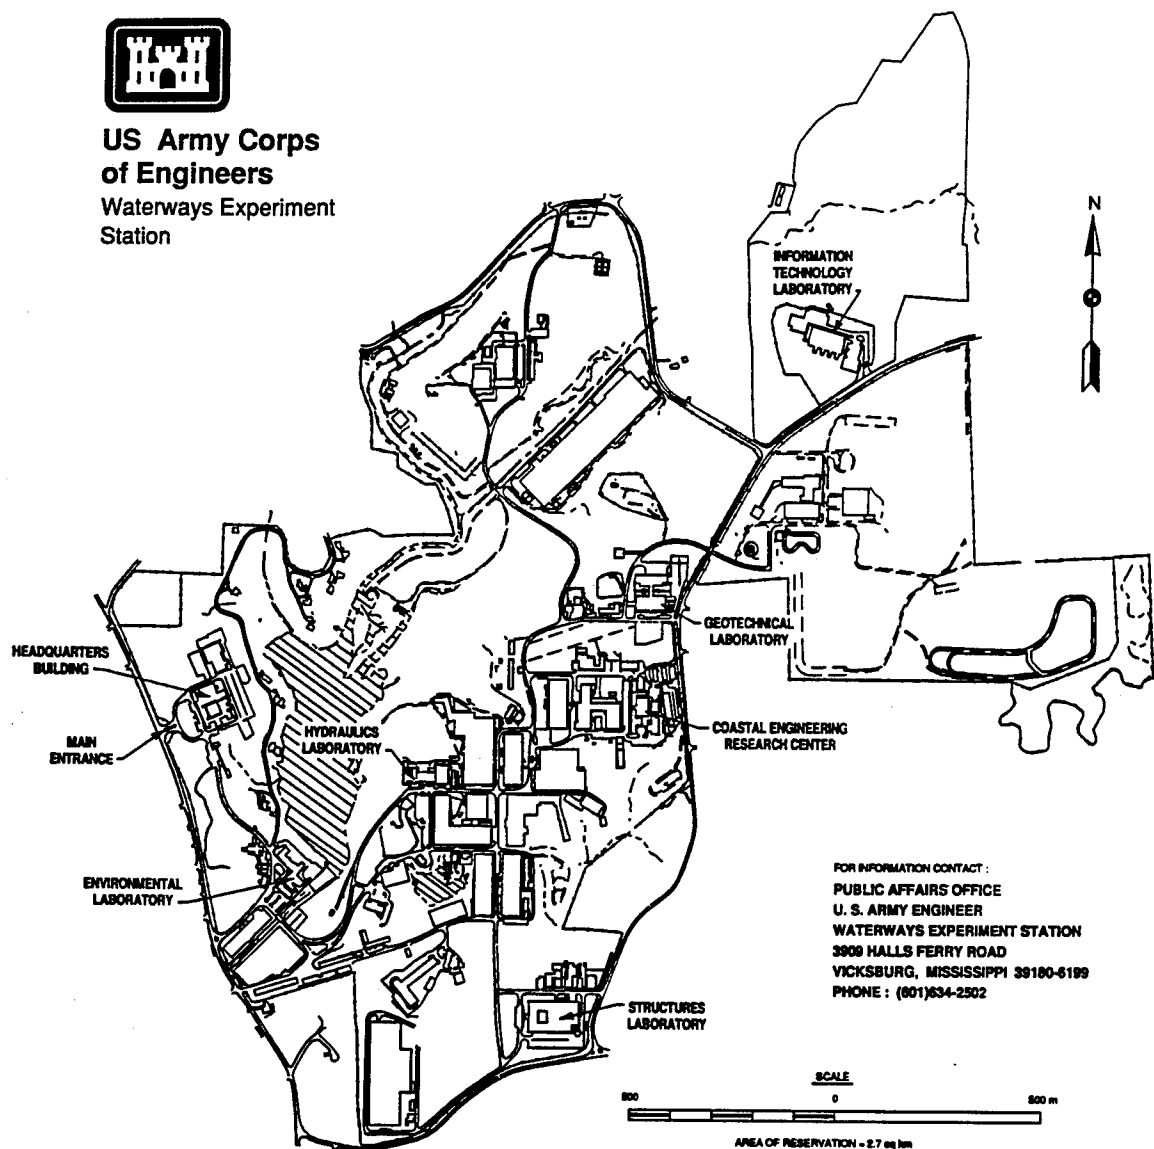 US Army Corps
of Engineers
Waterways Experiment
Station
N
INFORMATION
TECHNOLOGY
LABORATORY
GEOTECHNICAL
LABORATORY
HEADQUARTERS
BUILDING
MAIN
ENTRANCE
HYDRAULICS
LABORATORY
COASTAL ENGINEERING
RESEARCH CENTER
ENVIRONMENTAL
LABORATORY
STRUCTURES
LABORATORY
FOR INFORMATION CONTACT :
PUBLIC AFFAIRS OFFICE
U. S. ARMY ENGINEER
WATERWAYS EXPERIMENT STATION
3909 HALLS FERRY ROAD
VICKSBURG, MISSISSIPPI 39180-6199
PHONE : (601)634-2502
SCALE
500 0 500 m
AREA OF RESERVATION = 2.7 sq km